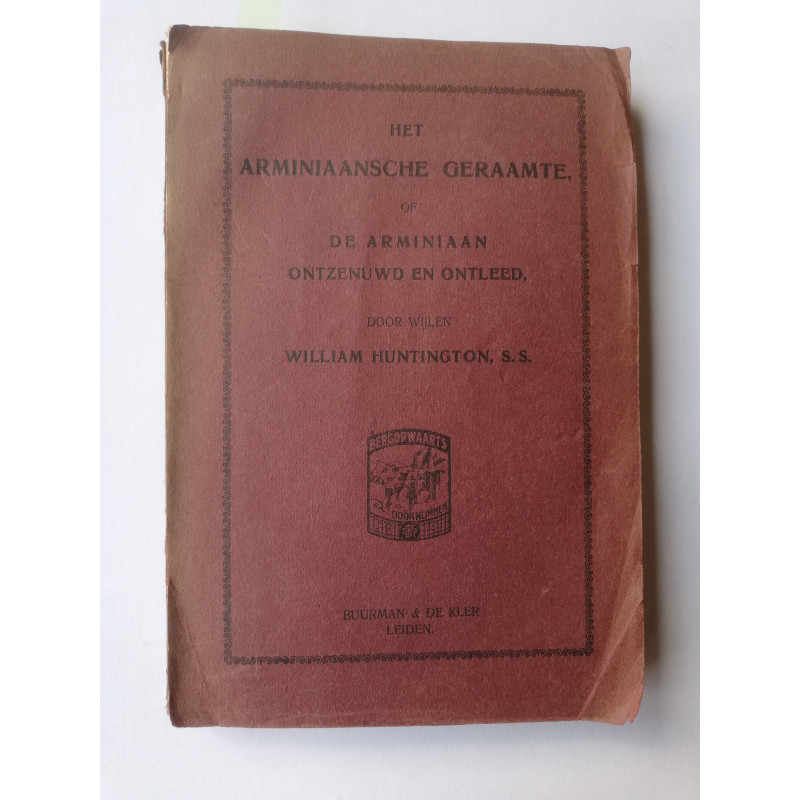 HET
ARMINIAANSCHE GERAAMTE,
OF
DE ARMINIAAN
ONTZENUWD EN ONTLEED,
DOOR WIJLEN
WILLIAM HUNTINGTON, S. S.
BERGOPWAARTS
DOOR KLIMMEN
BUURMAN & DE KLER
LEIDEN.